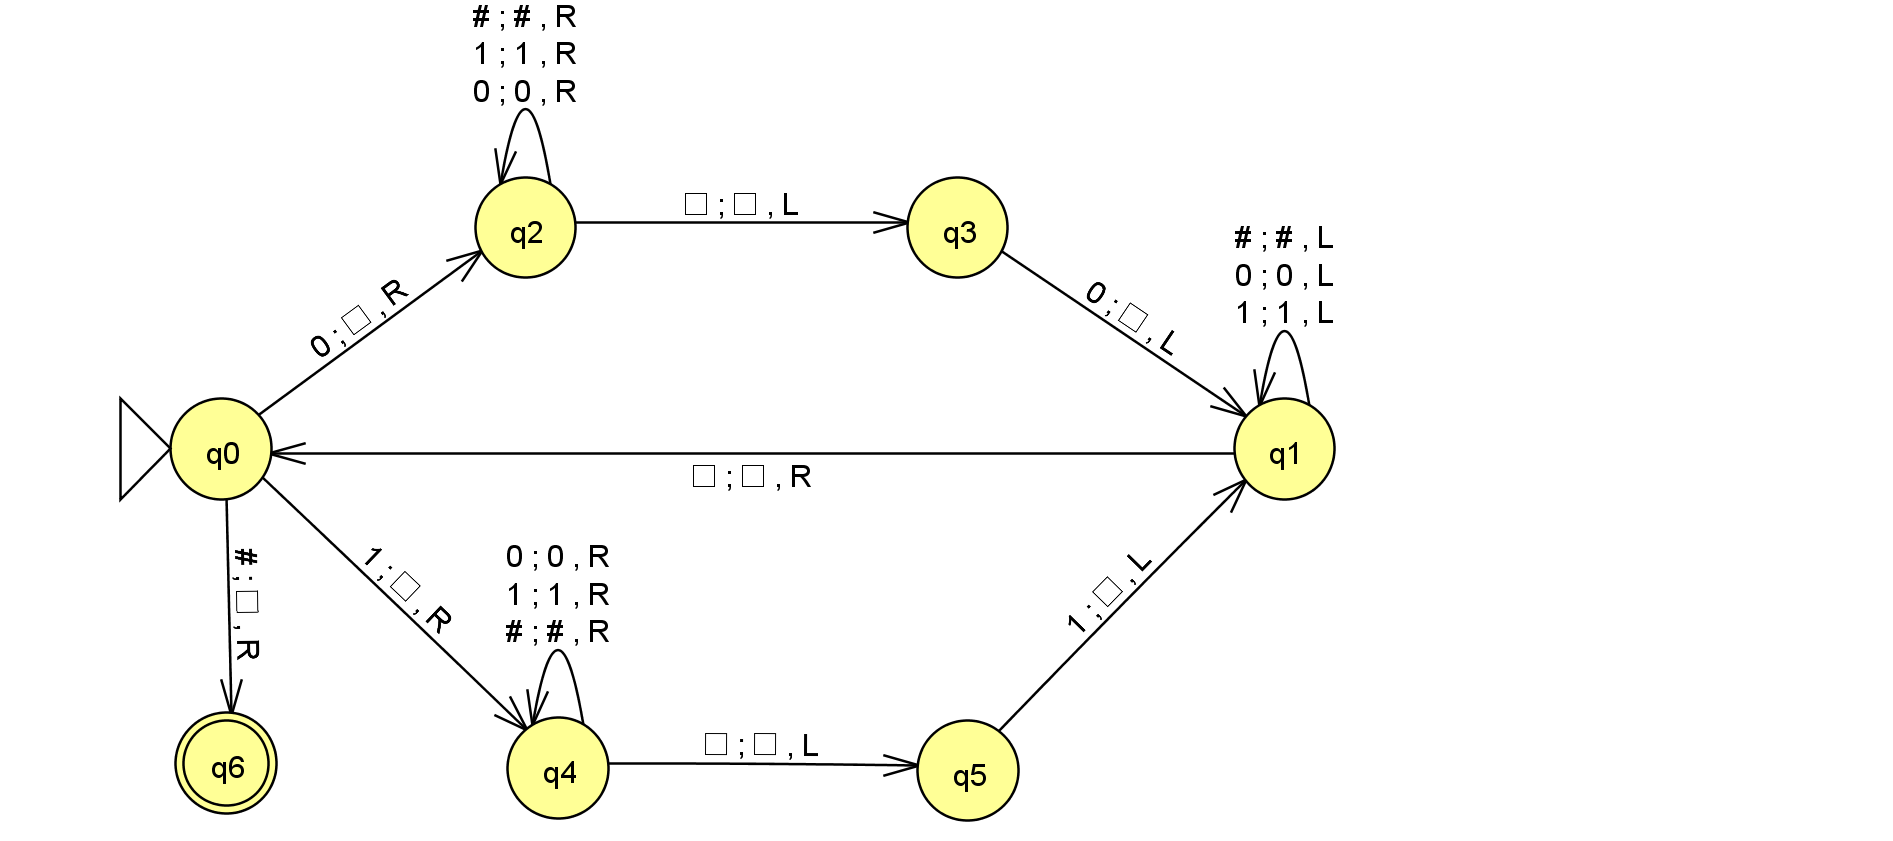 # ; # , R
1 ; 1 , R
0 ; 0 , R
q2
□ ; □ , L
q3
# ; # , L
0 ; 0 , L
1 ; 1 , L
0 ; □ , R
0 ; □ , L
q0
□ ; □ , R
q1
# ; □ , R
1 ; □ , R
0 ; 0 , R
1 ; 1 , R
# ; # , R
1 ; □ , L
q6
q4
□ ; □ , L
q5